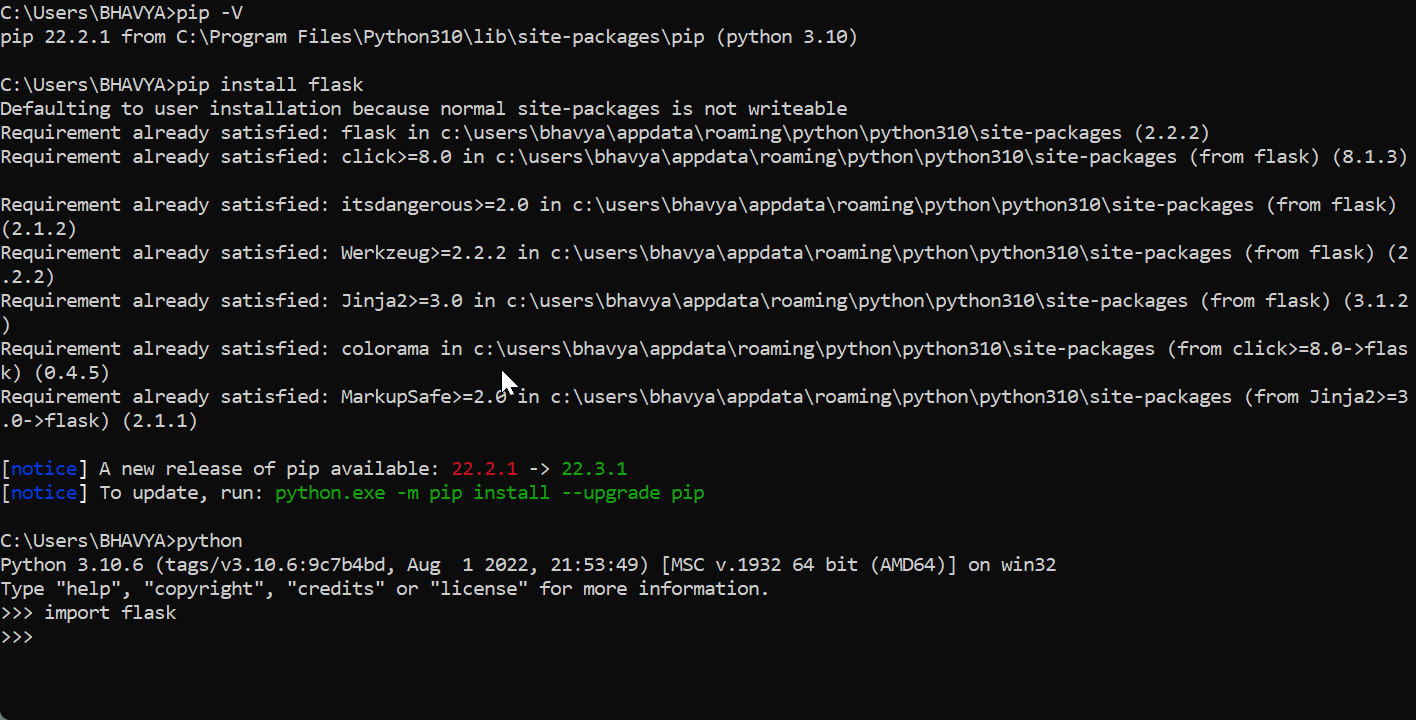 C:\Users\BHAVYA>pip -V
pip 22.2.1 from C:\Program Files\Python310\lib\site-packages\pip (python 3.10)
C:\Users\BHAVYA>pip install flask
Defaulting to user installation because normal site-packages is not writeable
Requirement already satisfied: flask in c:\users\bhavya\appdata\roaming\python\python310\site-packages (2.2.2)
Requirement already satisfied: click>=8.0 in c:\users\bhavya\appdata\roaming\python\python310\site-packages (from flask) (8.1.3)
Requirement already satisfied: itsdangerous>=2.0 in c:\users\bhavya\appdata\roaming\python\python310\site-packages (from flask)
(2.1.2)
Requirement already satisfied: Werkzeug>=2.2.2 in c:\users\bhavya\appdata\roaming\python\python310\site-packages (from flask) (2
.2.2)
Requirement already satisfied: Jinja2>=3.0 in c:\users\bhavya\appdata\roaming\python\python310\site-packages (from flask) (3.1.2
)
Requirement already satisfied: colorama in c:\users\bhavya\appdata\roaming\python\python310\site-packages (from click>=8.0->flas
k) (0.4.5)
Requirement already satisfied: MarkupSafe>=2.0 in c:\users\bhavya\appdata\roaming\python\python310\site-packages (from Jinja2>=3
.0->flask) (2.1.1)
[notice] A new release of pip available: 22.2.1 -> 22.3.1
[notice] To update, run: python.exe -m pip install --upgrade pip
C:\Users\BHAVYA>python
Python 3.10.6 (tags/v3.10.6:9c7b4bd, Aug  1 2022, 21:53:49) [MSC v.1932 64 bit (AMD64)] on win32
Type "help", "copyright", "credits" or "license" for more information.
>>> import flask
>>>